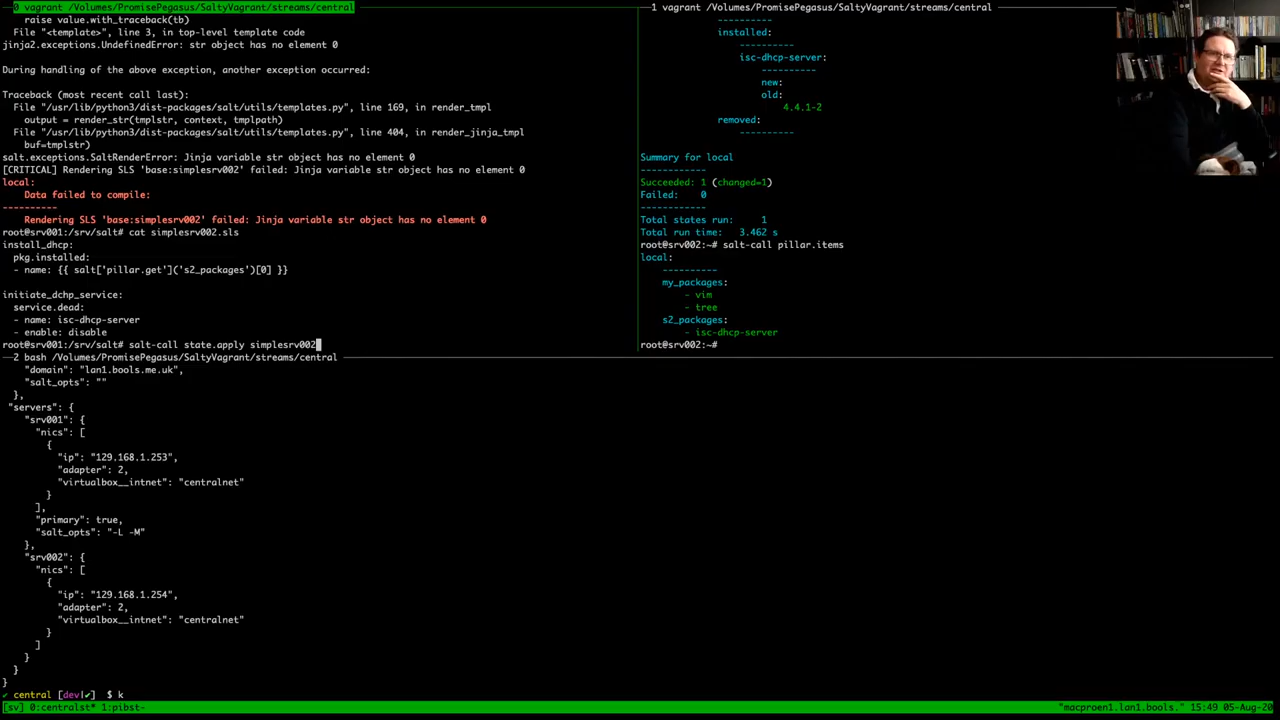 0 vagrant /Volumes/PromisePegasus/SaltyVagrant/streams/central
raise value.with_traceback(tb)
File "<template>", line 3, in top-level template code
jinja2.exceptions.UndefinedError: str object has no element 0
During handling of the above exception, another exception occurred:
Traceback (most recent call last):
File "/usr/lib/python3/dist-packages/salt/utils/templates.py", line 169, in render_tmpl
output = render_str(tmplstr, context, tmplpath)
File "/usr/lib/python3/dist-packages/salt/utils/templates.py", line 404, in render_jinja_tmpl
buf=tmplstr)
salt.exceptions.SaltRenderError: Jinja variable str object has no element 0
[CRITICAL] Rendering SLS 'base:simplesrv002' failed: Jinja variable str object has no element 0
local:
Data failed to compile:
----------
Rendering SLS 'base:simplesrv002' failed: Jinja variable str object has no element 0
root@srv001:/srv/salt# cat simplesrv002.sls
install_dhcp:
pkg.installed:
- name: {{ salt['pillar.get']('s2_packages')[0] }}
initiate_dchp_service:
service.dead:
- name: isc-dhcp-server
- enable: disable
root@srv001:/srv/salt# salt-call state.apply simplesrv002
1 vagrant /Volumes/PromisePegasus/SaltyVagrant/streams/central
----------
installed:
----------
isc-dhcp-server:
----------
new:
old:
4.4.1-2
removed:
----------
Summary for local
------------
Succeeded: 1 (changed=1)
Failed: 0
------------
Total states run: 1
Total run time: 3.462 s
root@srv002:~# salt-call pillar.items
local:
----------
my_packages:
- vim
- tree
s2_packages:
- isc-dhcp-server
root@srv002:~#
2 bash /Volumes/PromisePegasus/SaltyVagrant/streams/central
"domain": "lan1.bools.me.uk",
"salt_opts": ""
},
"servers": {
"srv001": {
"nics": [
{
"ip": "129.168.1.253",
"adapter": 2,
"virtualbox__intnet": "centralnet"
}
],
"primary": true,
"salt_opts": "-L -M"
},
"srv002": {
"nics": [
{
"ip": "129.168.1.254",
"adapter": 2,
"virtualbox__intnet": "centralnet"
}
]
}
}
}
✔ central [dev|✔] $ k
[sv] 0:centralst* 1:pibst- "macproen1.lan1.bools." 15:49 05-Aug-20